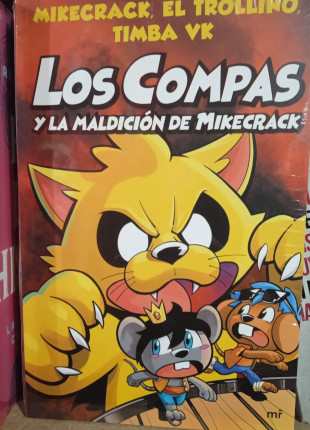 MIKECRACK, EL TROLLINO,
TIMBA VK
LOS COMPAS
Y LA MALDICIÓN DE MIKECRACK
mr